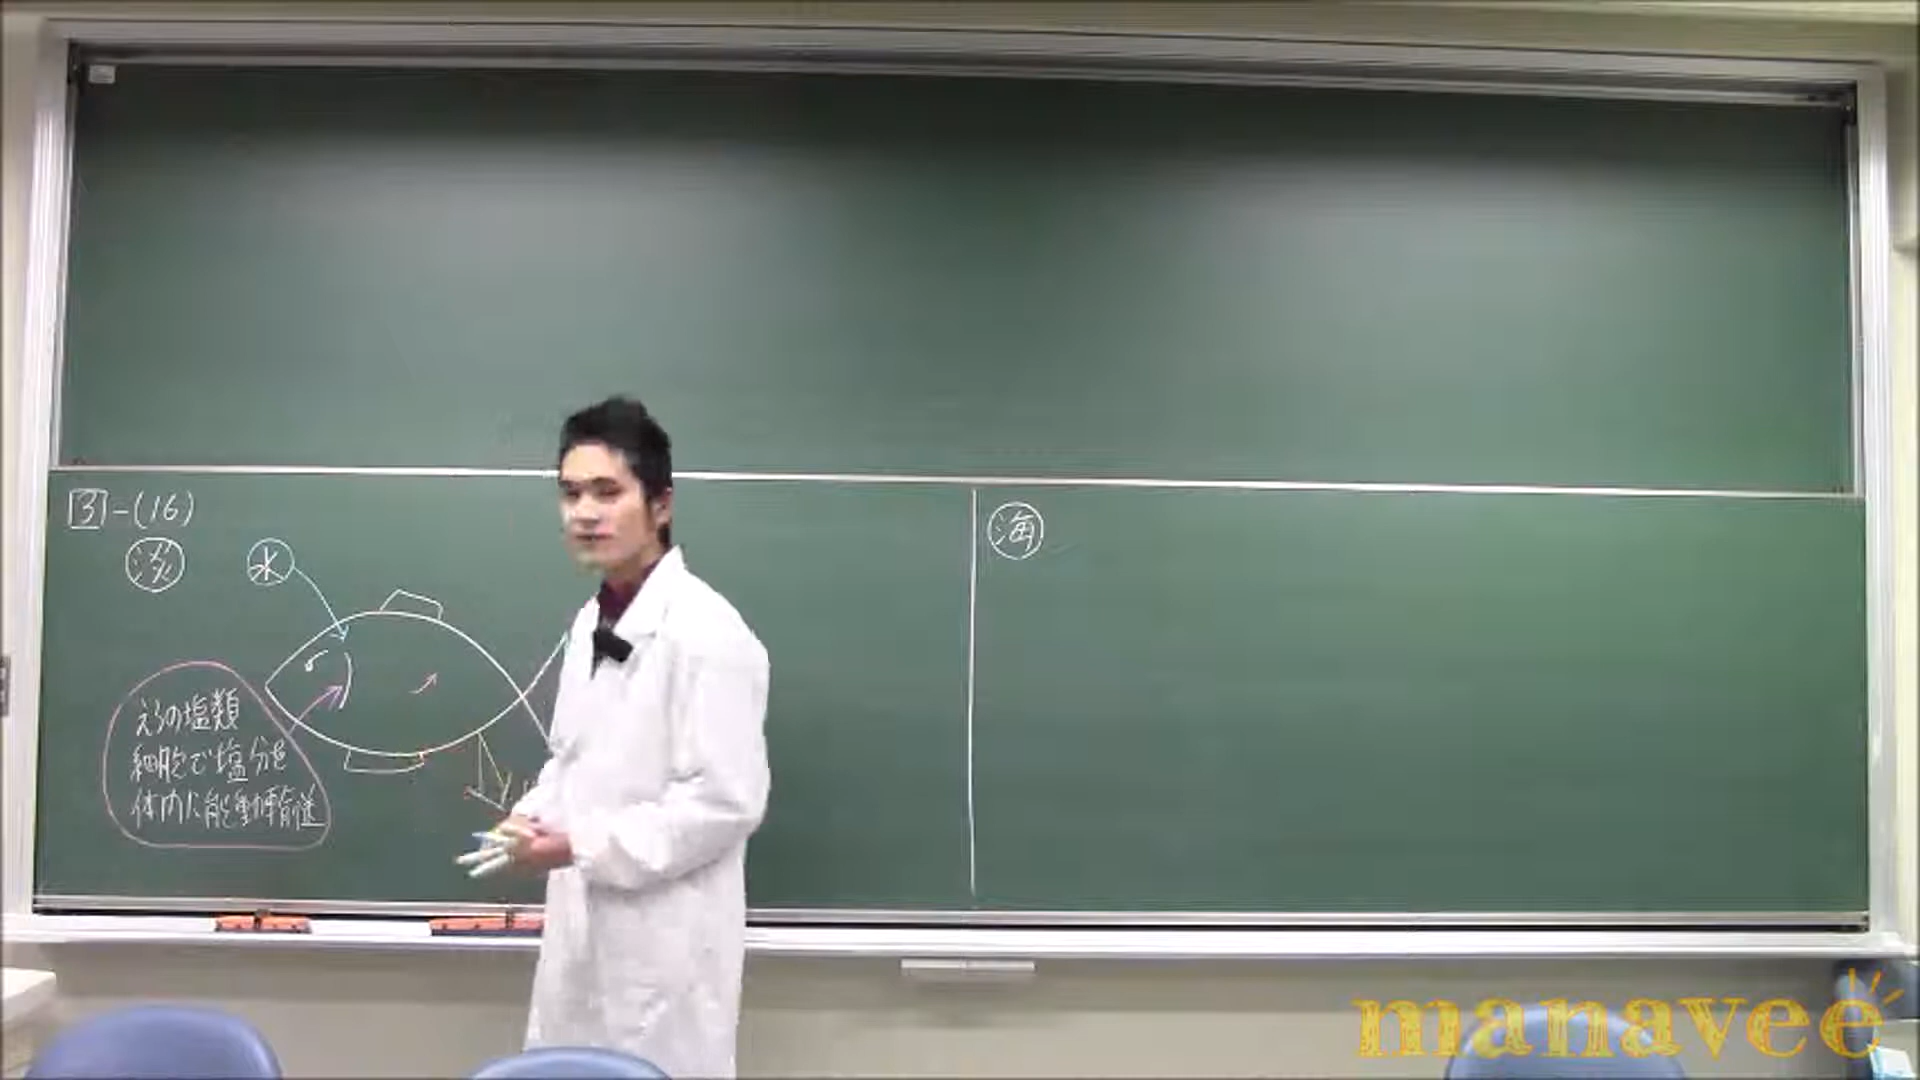 3-(16)
淡
水
海
えらの塩類
細胞で塩分を
体内に能動輸送
manavee